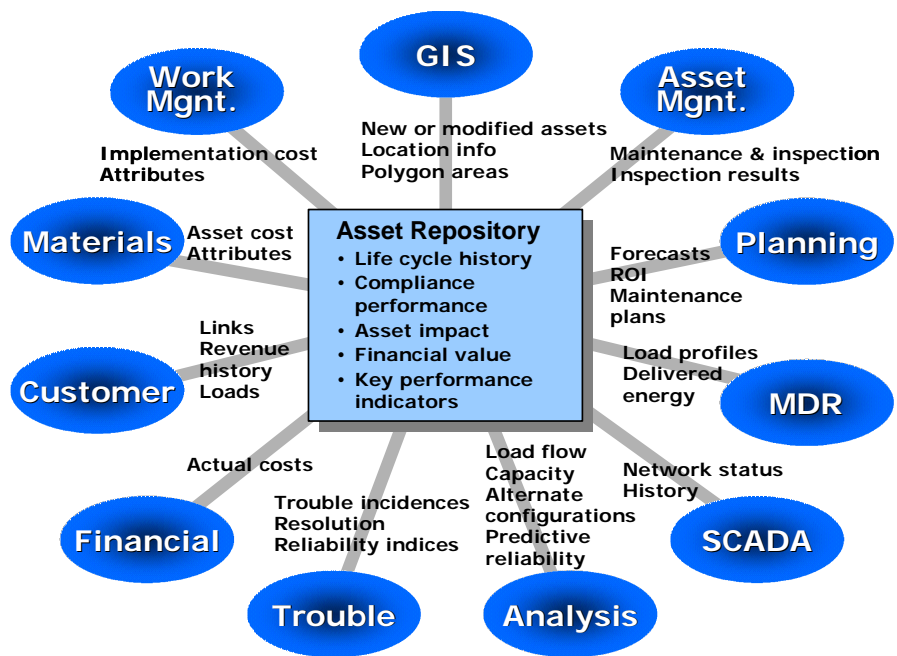 GIS
Work
Mgnt.
Asset
Mgnt.
New or modified assets
Location info
Polygon areas
Implementation cost
Attributes
Maintenance & inspection
Inspection results
Materials
Asset cost
Attributes
Asset Repository
• Life cycle history
• Compliance
performance
• Asset impact
• Financial value
• Key performance
indicators
Forecasts
ROI
Maintenance
plans
Planning
Links
Revenue
history
Loads
Customer
Load profiles
Delivered
energy
MDR
Actual costs
Financial
Trouble incidences
Resolution
Reliability indices
Trouble
Load flow
Capacity
Alternate
configurations
Predictive
reliability
Analysis
Network status
History
SCADA